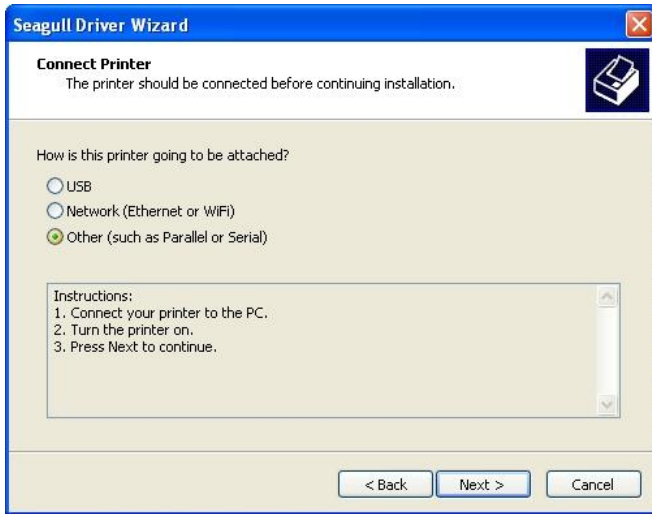 Seagull Driver Wizard
Connect Printer
The printer should be connected before continuing installation.
How is this printer going to be attached?
USB
Network (Ethernet or WiFi)
Other (such as Parallel or Serial)
Instructions:
1. Connect your printer to the PC.
2. Turn the printer on.
3. Press Next to continue.
< Back Next > Cancel